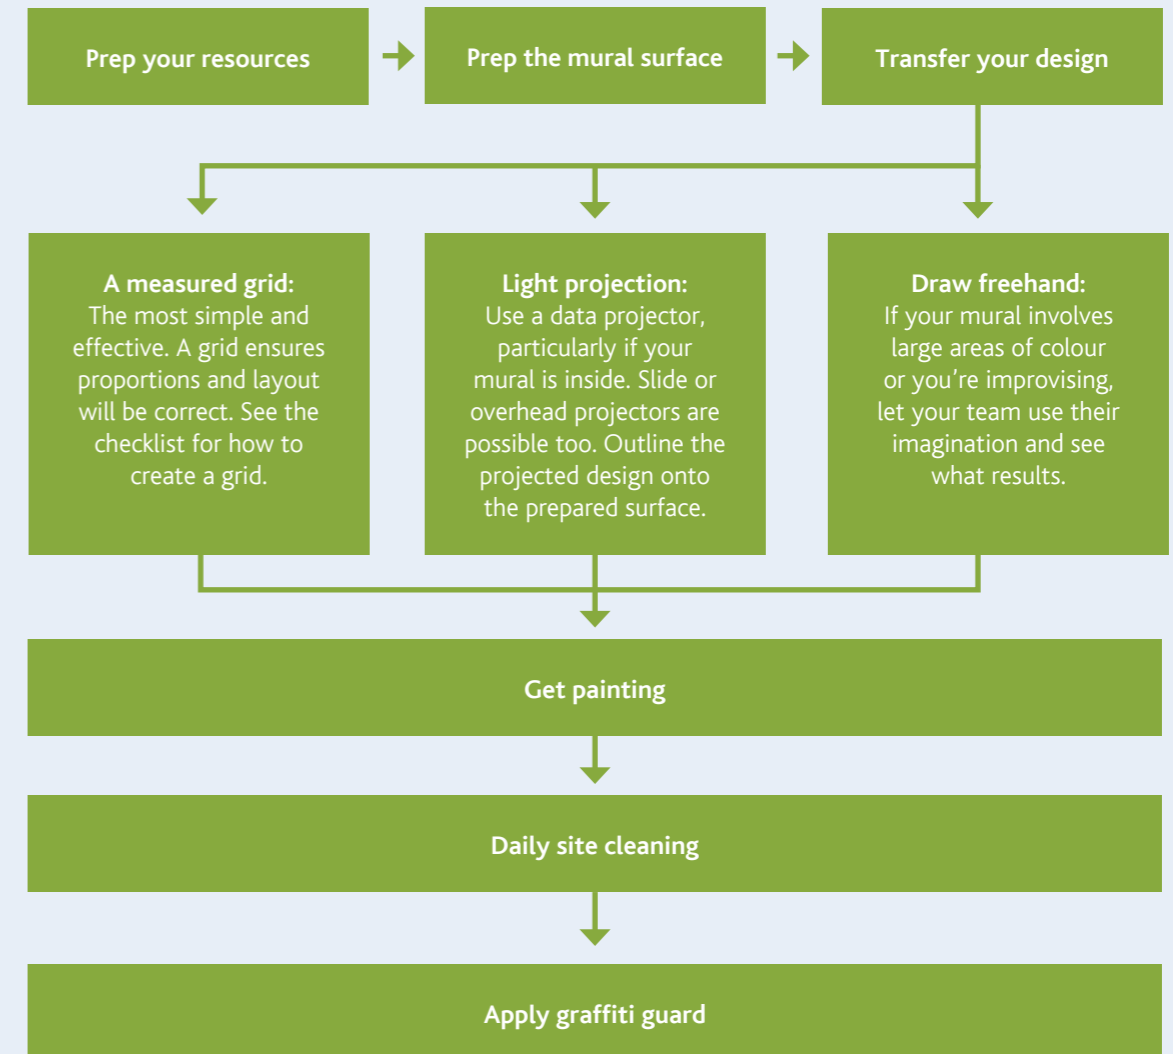 Prep your resources
Prep the mural surface
Transfer your design
A measured grid:
The most simple and
effective. A grid ensures
proportions and layout
will be correct. See the
checklist for how to
create a grid.
Light projection:
Use a data projector,
particularly if your
mural is inside. Slide or
overhead projectors are
possible too. Outline the
projected design onto
the prepared surface.
Draw freehand:
If your mural involves
large areas of colour
or you're improvising,
let your team use their
imagination and see
what results.
Get painting
Daily site cleaning
Apply graffiti guard